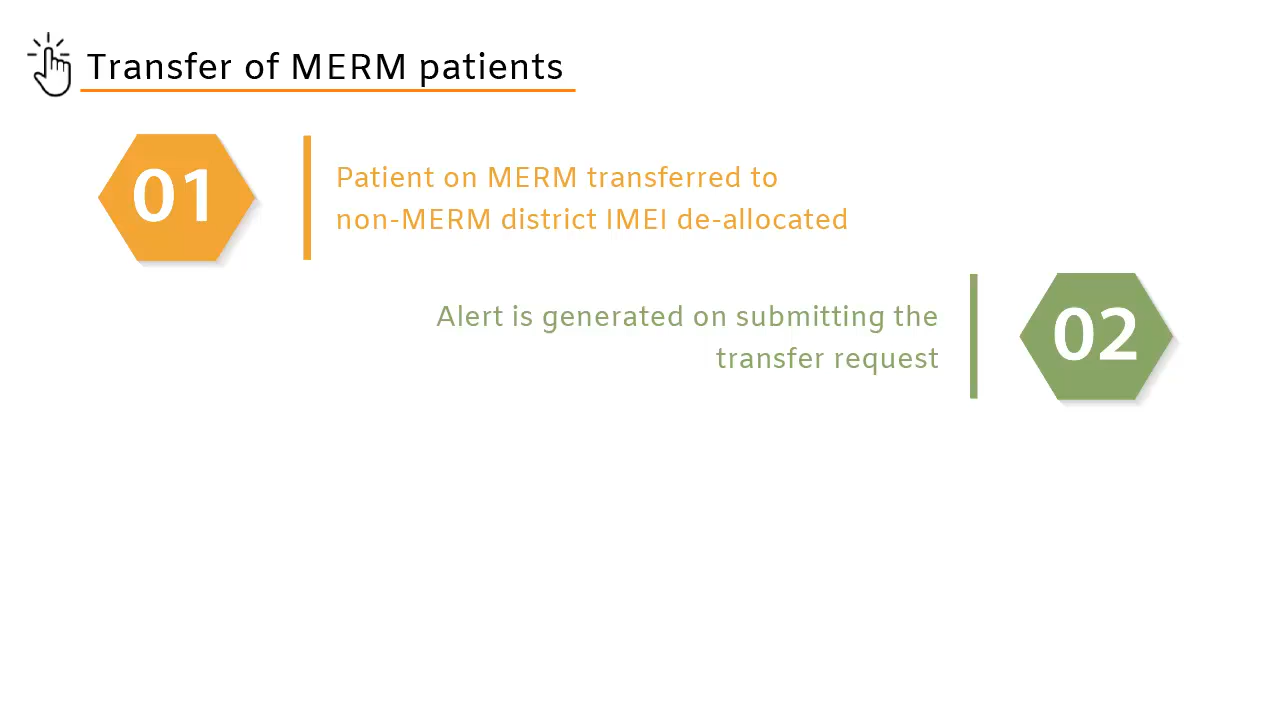 Transfer of MERM patients
01
Patient on MERM transferred to
non-MERM district IMEI de-allocated
Alert is generated on submitting the
transfer request
02